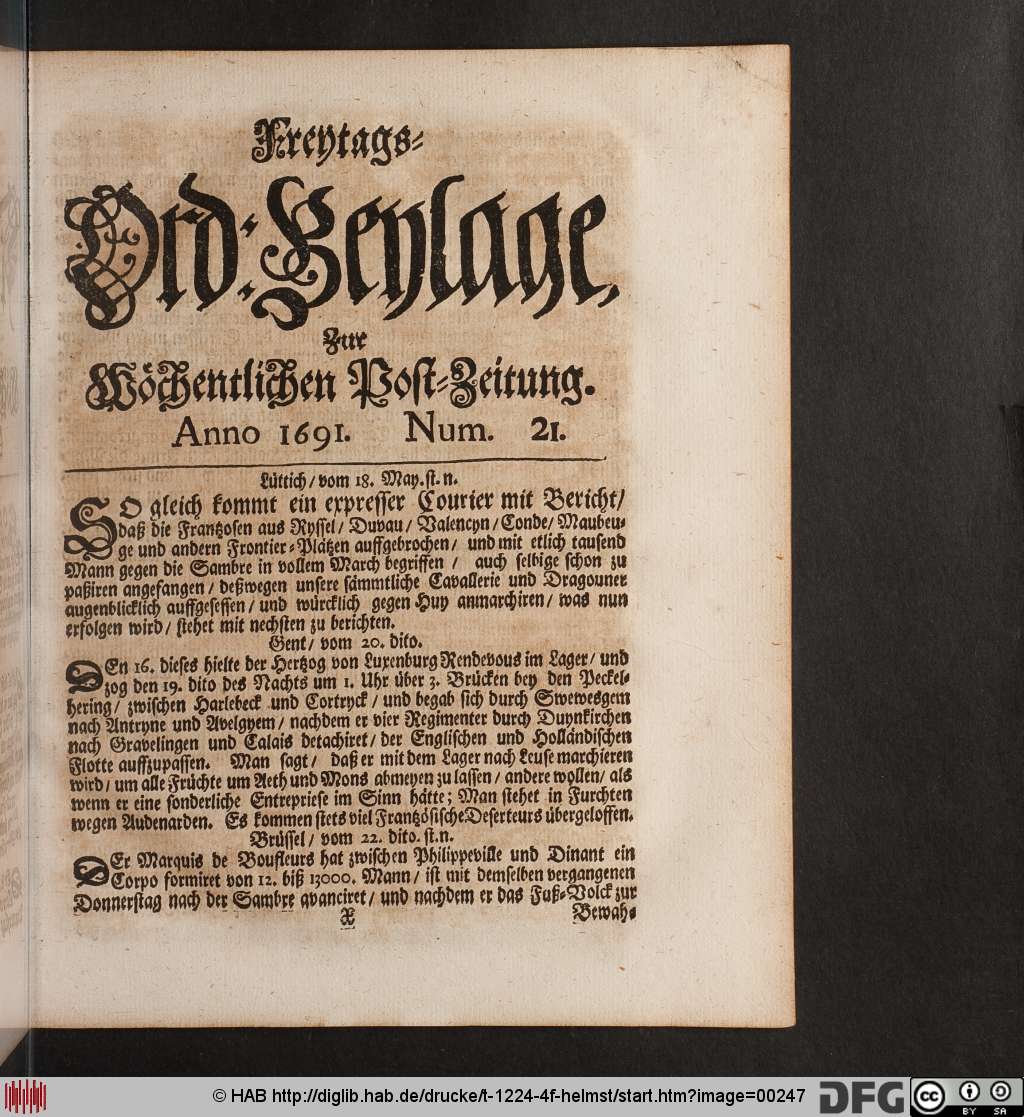 Freytags-
Ord: Beylage,
Zur
Wöchentlichen Post-Zeitung.
Anno 1691. Num. 21.
Lüttich/ vom 18. May. st. n.
SO gleich kommt ein expresser Courier mit Bericht/
daß die Frantzosen aus Ryssel/ Duvau/ Valencyn/ Conde/ Maubeu-
ge und andern Frontier-Plätzen auffgebrochen/ und mit etlich tausend
Mann gegen die Sambre in vollem March begriffen/ auch selbige schon zu
paßiren angefangen/ deßwegen unsere sämmtliche Cavallerie und Dragouner
augenblicklich auffgesessen/ und würcklich gegen Huy anmarchiren/ was nun
erfolgen wird/ stehet mit nechsten zu berichten.
Gent/ vom 20. dito.
DEn 16. dieses hielte der Hertzog von Luxenburg Rendevous im Lager/ und
zog den 19. dito des Nachts um 1. Uhr über 3. Brücken bey den Peckel-
hering/ zwischen Harlebeck und Cortryck/ und begab sich durch Swewesgem
nach Antryne und Avelgyem/ nachdem er vier Regimenter durch Duynkirchen
nach Gravelingen und Calais detachiret/ der Englischen und Holländischen
Flotte auffzupassen. Man sagt/ daß er mit dem Lager nach Leuse marchieren
wird/ um alle Früchte um Aeth und Mons abmeyen zu lassen/ andere wollen/ als
wenn er eine sonderliche Entrepriese im Sinn hätte; Man stehet in Furchten
wegen Audenarden. Es kommen stets viel Frantzösische Deserteurs übergeloffen.
Brüssel/ vom 22. dito. st. n.
DEr Marquis de Boufleurs hat zwischen Philippeville und Dinant ein
Corpo formiret von 12. biß 13000. Mann/ ist mit demselben vergangenen
Donnerstag nach der Sambre avanciret/ und nachdem er das Fuß-Volck zur
X Bewah-
© HAB http://diglib.hab.de/drucke/t-1224-4f-helmst/start.htm?image=00247
DFG
cc
BY SA